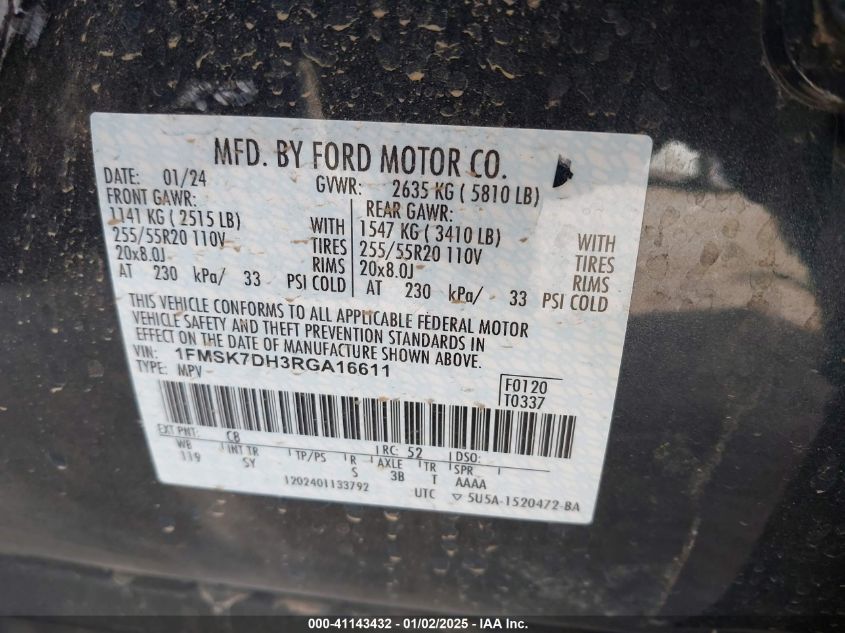 MFD. BY FORD MOTOR CO.
DATE: 01/24 GVWR: 2635 KG ( 5810 LB)
FRONT GAWR: REAR GAWR:
1141 KG ( 2515 LB) WITH 1547 KG ( 3410 LB) WITH
255/55R20 110V TIRES 255/55R20 110V TIRES
20x8.0J RIMS 20x8.0J RIMS
AT 230 kPa/ 33 PSI COLD AT 230 kPa/ 33 PSI COLD
THIS VEHICLE CONFORMS TO ALL APPLICABLE FEDERAL MOTOR
VEHICLE SAFETY AND THEFT PREVENTION STANDARDS IN
EFFECT ON THE DATE OF MANUFACTURE SHOWN ABOVE.
VIN: 1FMSK7DH3RGA16611
TYPE: MPV
F0120
T0337
EXT PNT: CB RC: 52 DSO:
WB INT TR TP/PS R AXLE TR SPR
119 SY S 3B T AAAA
1202401133792 UTC ▽ 5U5A-1520472-BA
000-41143432 - 01/02/2025 - IAA Inc.